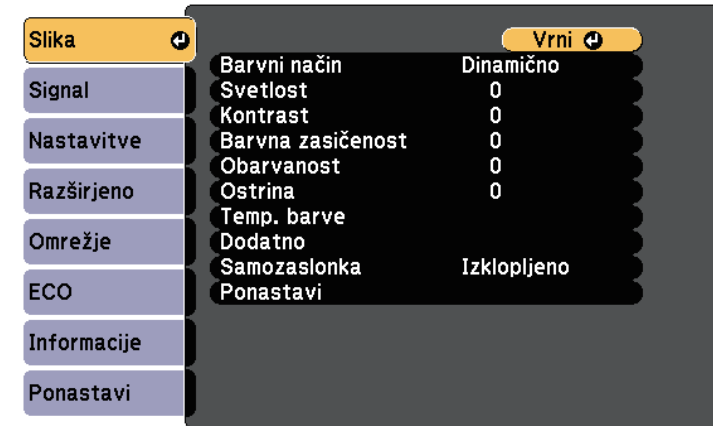 Slika
Signal
Nastavitve
Razširjeno
Omrežje
ECO
Informacije
Ponastavi
Vrni
Barvni način Dinamično
Svetlost 0
Kontrast 0
Barvna zasičenost 0
Obarvanost 0
Ostrina 0
Temp. barve
Dodatno
Samozaslonka Izklopljeno
Ponastavi